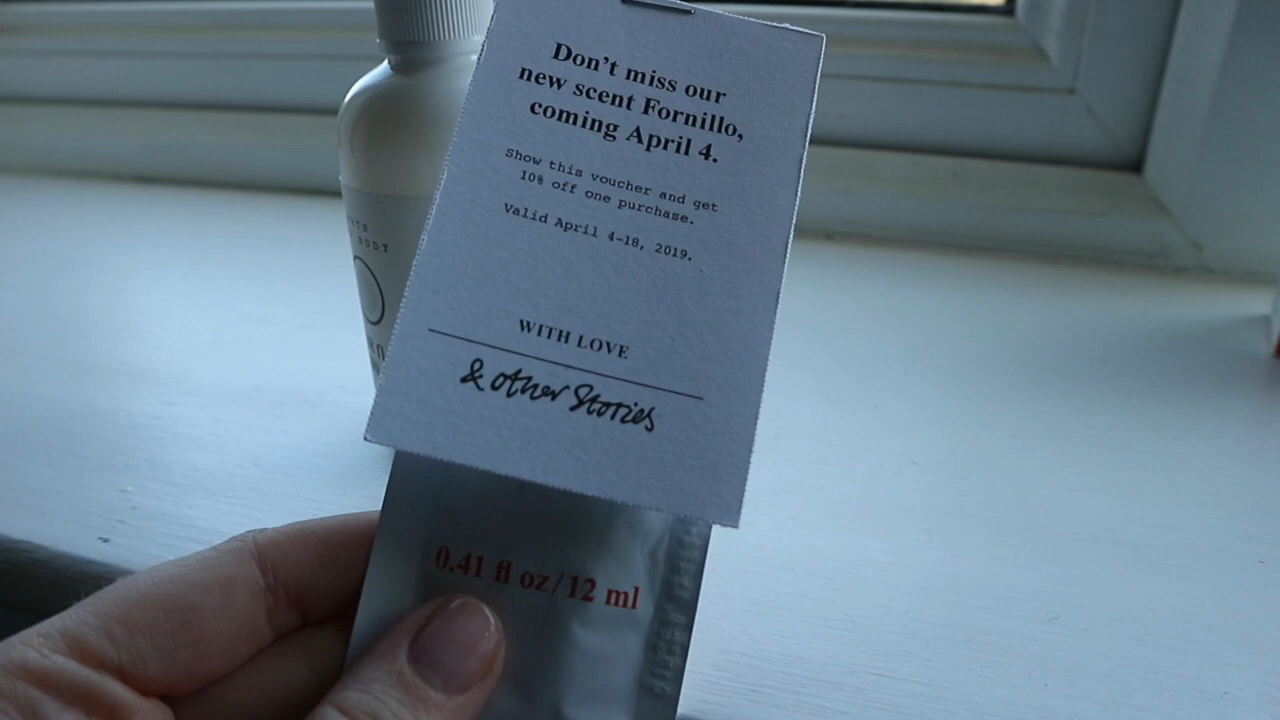 Don't miss our
new scent Fornillo,
coming April 4.
Show this voucher and get
10% off one purchase.
Valid April 4-18, 2019.
WITH LOVE
& other Stories
0.41 fl oz/12 ml
BODY